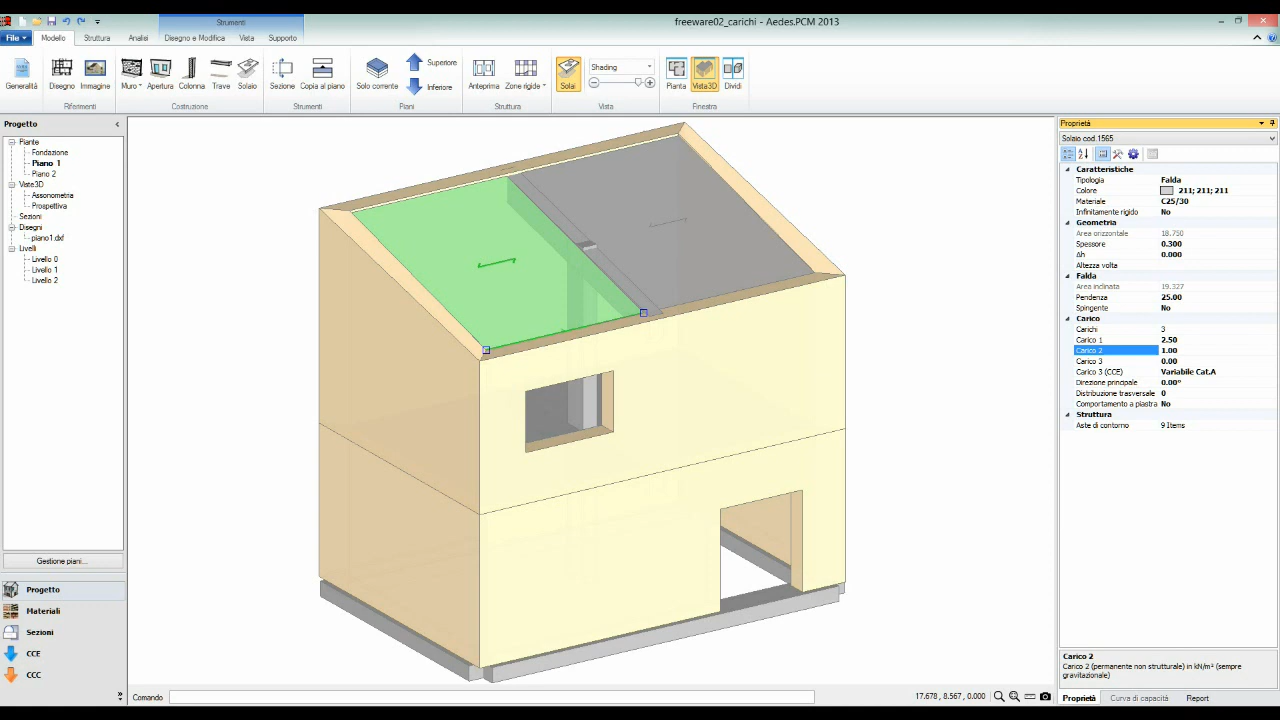 Strumenti
freeware02_carichi - Aedes.PCM 2013
File Modello Struttura Analisi Disegno e Modifica Vista Supporto
Generalità Disegno Immagine Muro Apertura Colonna Trave Solaio Sezione Copia al piano Solo corrente Superiore Inferiore Anteprima Zone rigide Solai Shading Pianta Vista3D Dividi
Riferimenti Costruzione Strumenti Piani Struttura Vista Finestra
Progetto
Piante
Fondazione
Piano 1
Piano 2
Viste3D
Assonometria
Prospettiva
Sezioni
Disegni
piano1.dxf
Livelli
Livello 0
Livello 1
Livello 2
Gestione piani...
Progetto
Materiali
Sezioni
CCE
CCC
Comando
17.678 , 8.567 , 0.000
Proprietà
Solaio cod.1565
Caratteristiche
Tipologia Falda
Colore 211; 211; 211
Materiale C25/30
Infinitamente rigido No
Geometria
Area orizzontale 18.750
Spessore 0.300
Δh 0.000
Altezza volta
Falda
Area inclinata 19.327
Pendenza 25.00
Spingente No
Carico
Carichi 3
Carico 1 2.50
Carico 2 1.00
Carico 3 0.00
Carico 3 (CCE) Variabile Cat.A
Direzione principale 0.00°
Distribuzione trasversale 0
Comportamento a piastra No
Struttura
Aste di contorno 9 Items
Carico 2
Carico 2 (permanente non strutturale) in kN/m² (sempre
gravitazionale)
Proprietà Curva di capacità Report